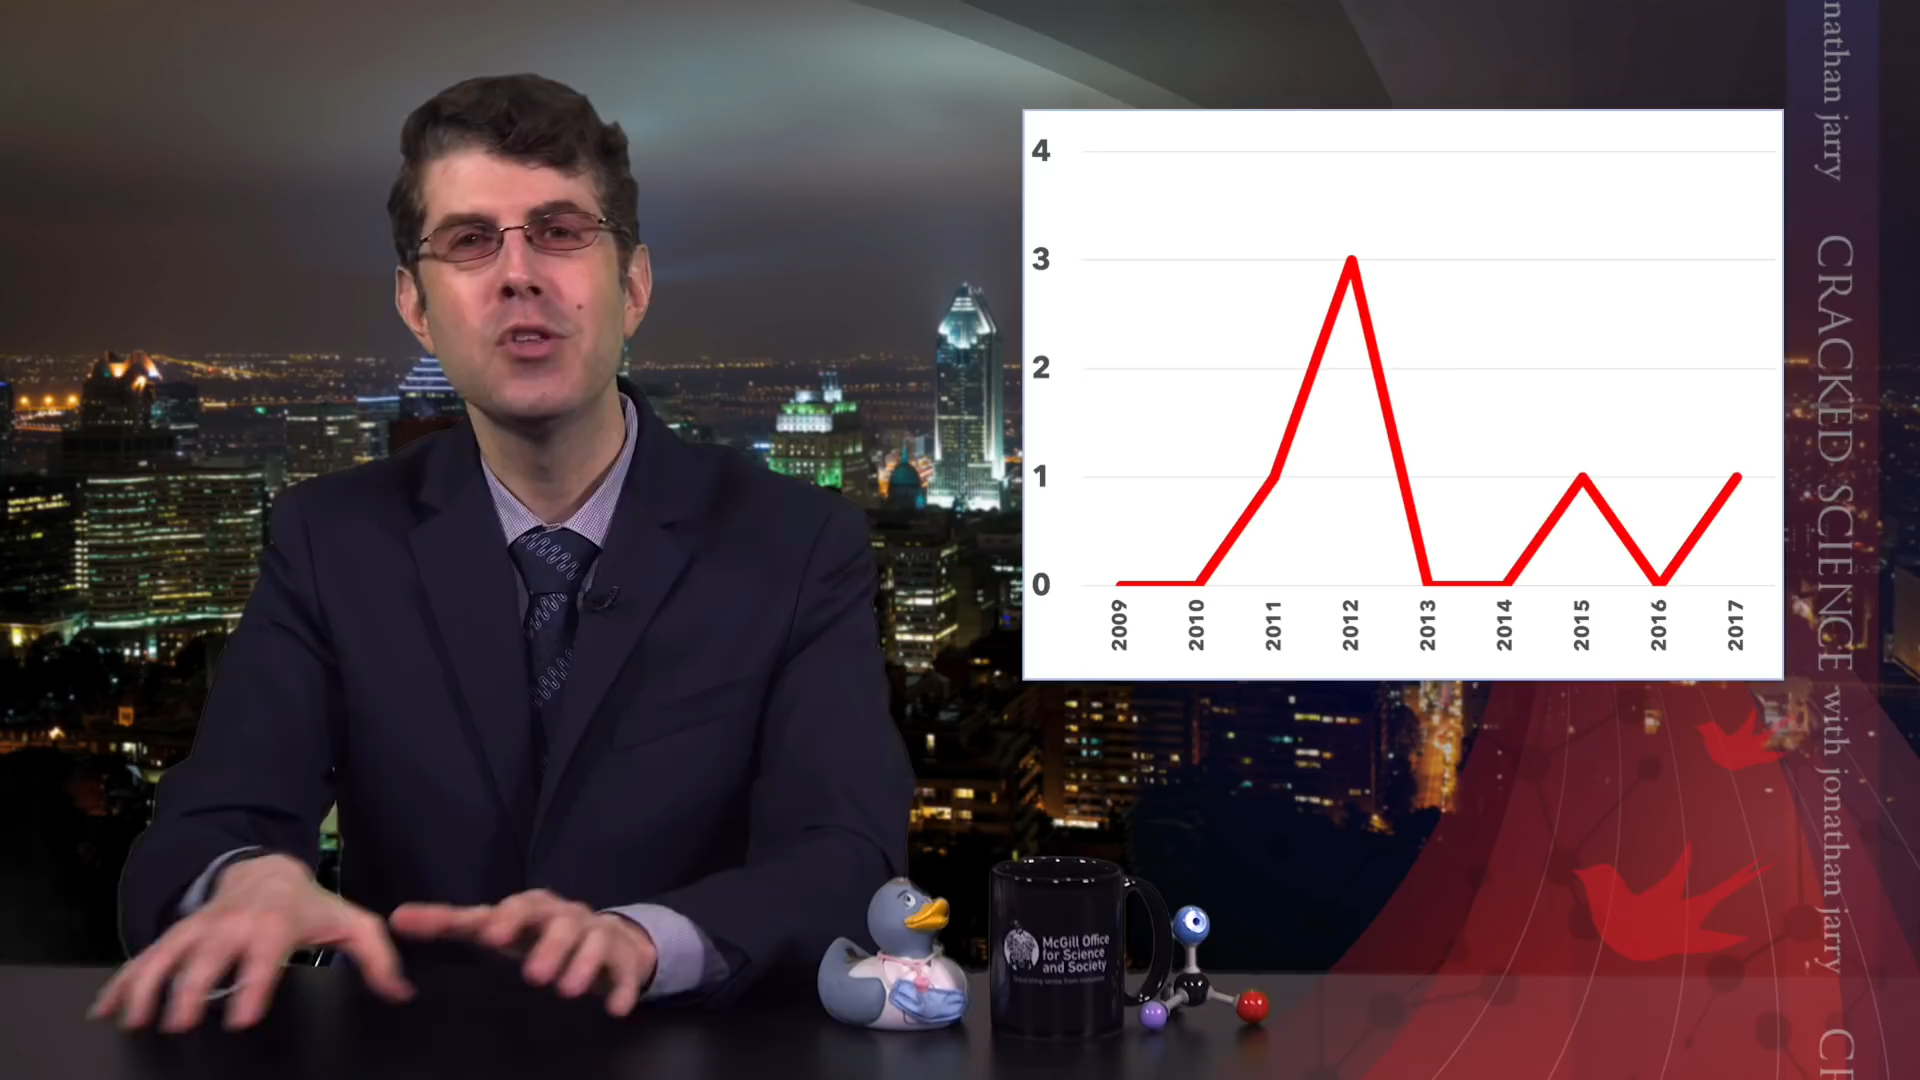 4
3
2
1
0
2009
2010
2011
2012
2013
2014
2015
2016
2017
nathan jarry
CRACKED SCIENCE with jonathan jarry
McGill Office
for Science
and Society